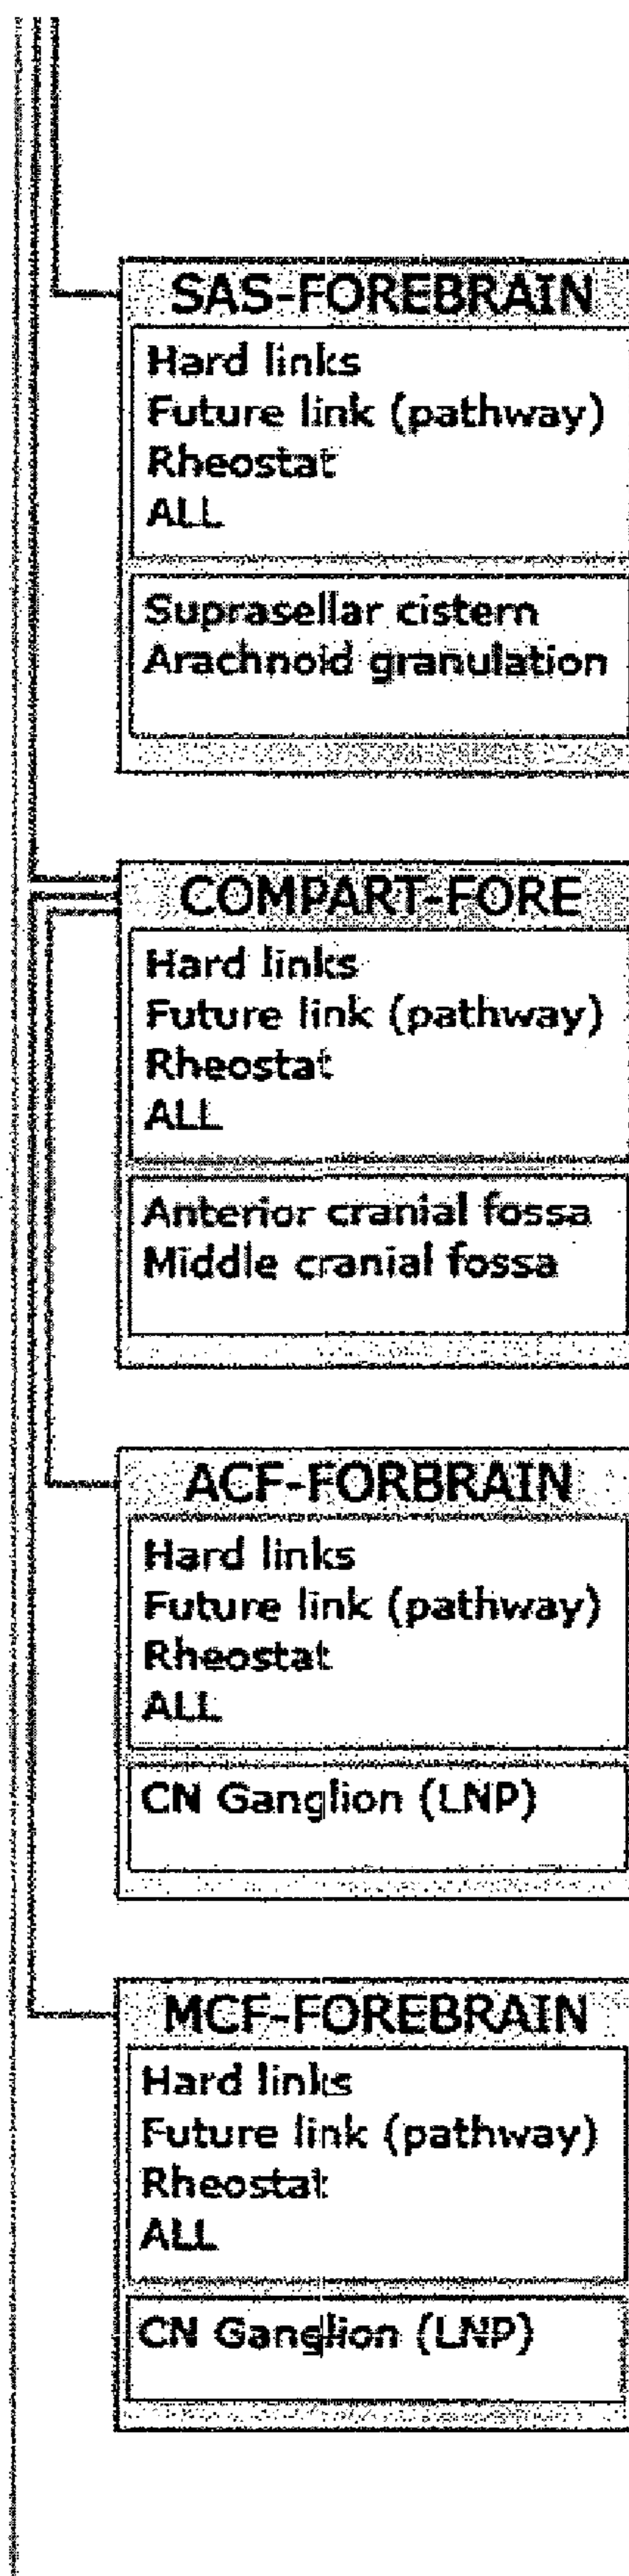 SAS-FOREBRAIN
Hard links
Future link (pathway)
Rheostat
ALL
Suprasellar cistern
Arachnoid granulation
COMPART-FORE
Hard links
Future link (pathway)
Rheostat
ALL
Anterior cranial fossa
Middle cranial fossa
ACF-FORBRAIN
Hard links
Future link (pathway)
Rheostat
ALL
CN Ganglion (LNP)
MCF-FOREBRAIN
Hard links
Future link (pathway)
Rheostat
ALL
CN Ganglion (LNP)